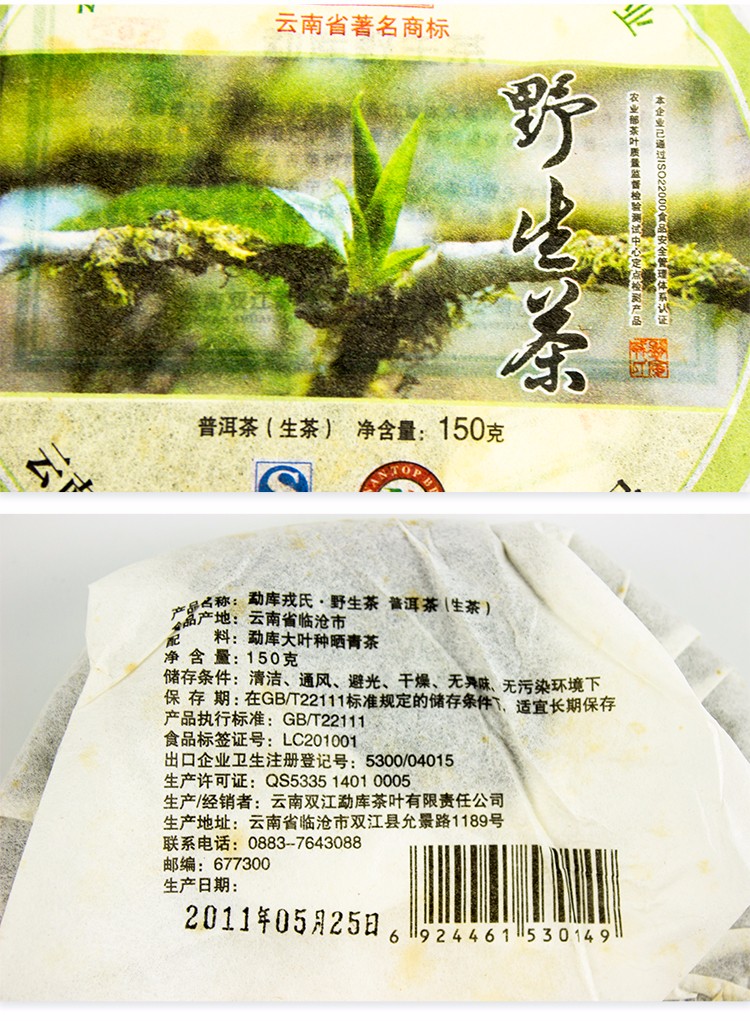 云南省著名商标
野生茶
本企业已通过ISO22000食品安全管理体系认证
农业部茶叶质量监督检验测试中心定点检测产品
普洱茶（生茶） 净含量：150克
云南
产品名称：勐库戎氏·野生茶 普洱茶（生茶）
产品产地：云南省临沧市
配 料：勐库大叶种晒青茶
净 含 量：150克
储存条件：清洁、通风、避光、干燥、无异味、无污染环境下
保 存 期：在GB/T22111标准规定的储存条件下，适宜长期保存
产品执行标准：GB/T22111
食品标签证号：LC201001
出口企业卫生注册登记号：5300/04015
生产许可证：QS5335 1401 0005
生产/经销者：云南双江勐库茶叶有限责任公司
生产地址：云南省临沧市双江县允景路1189号
联系电话：0883--7643088
邮编：677300
生产日期：
2011年05月25日
6 924461 530149